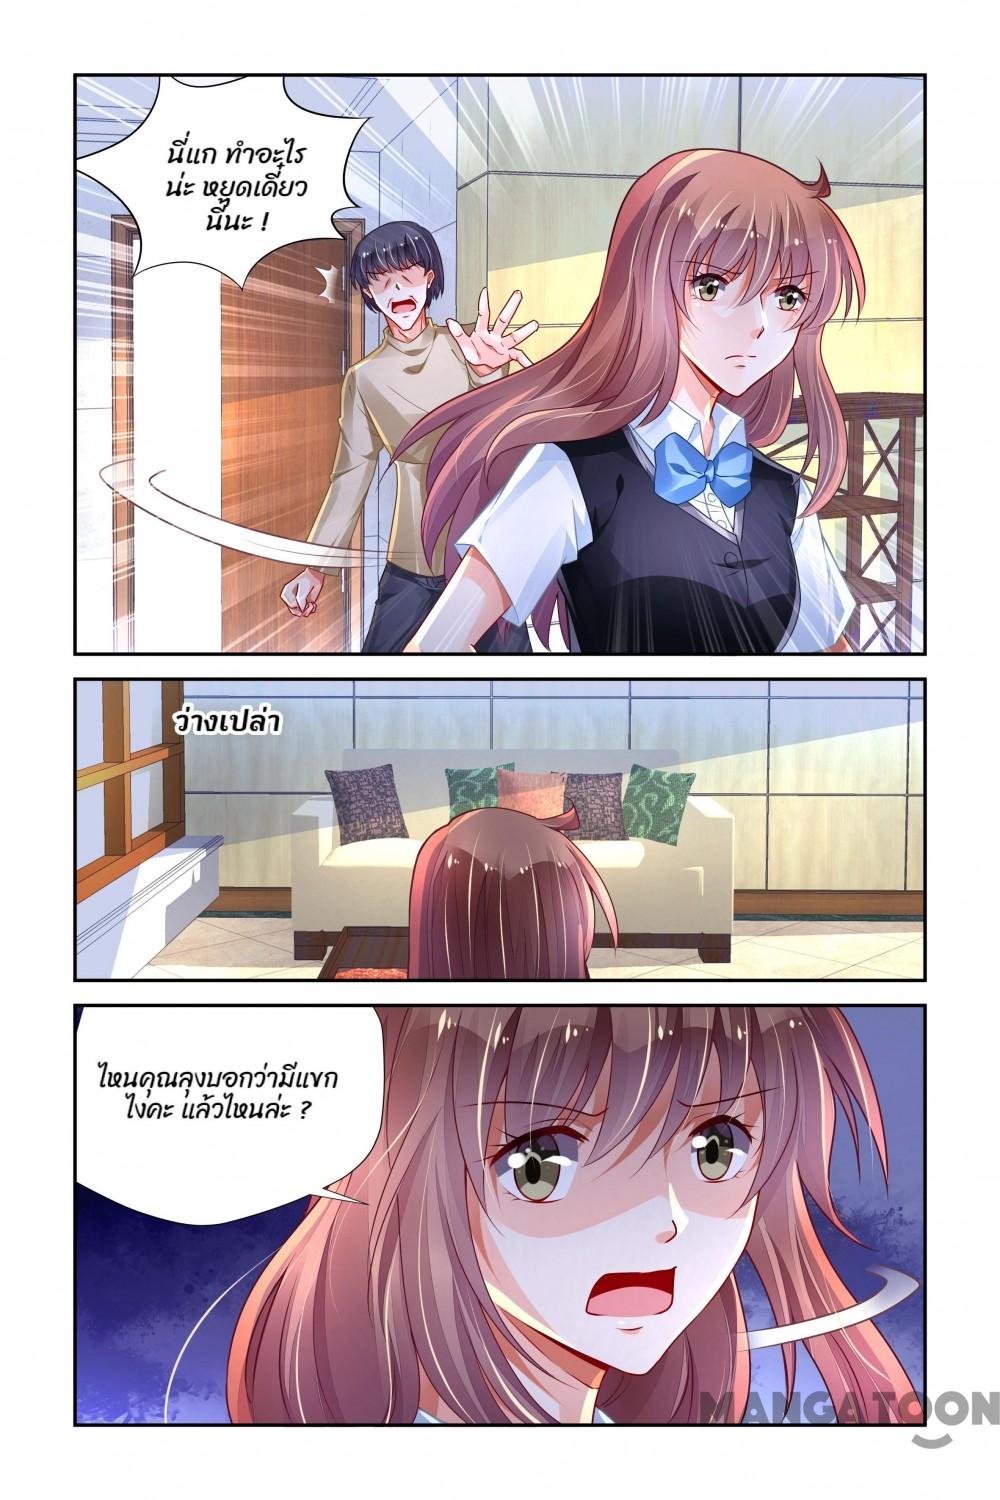 นี่แก ทำอะไร
น่ะ หยุดเดี๋ยว
นี้นะ !
ว่างเปล่า
ไหนคุณลุงบอกว่ามีแขก
ไงคะ แล้วไหนล่ะ ?
MANGATOON